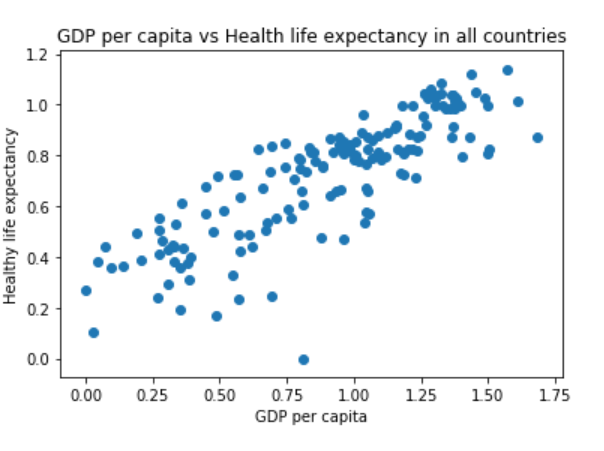 GDP per capita vs Health life expectancy in all countries
1.2
1.0
0.8
0.6
0.4
0.2
0.0
Healthy life expectancy
0.00 0.25 0.50 0.75 1.00 1.25 1.50 1.75
GDP per capita